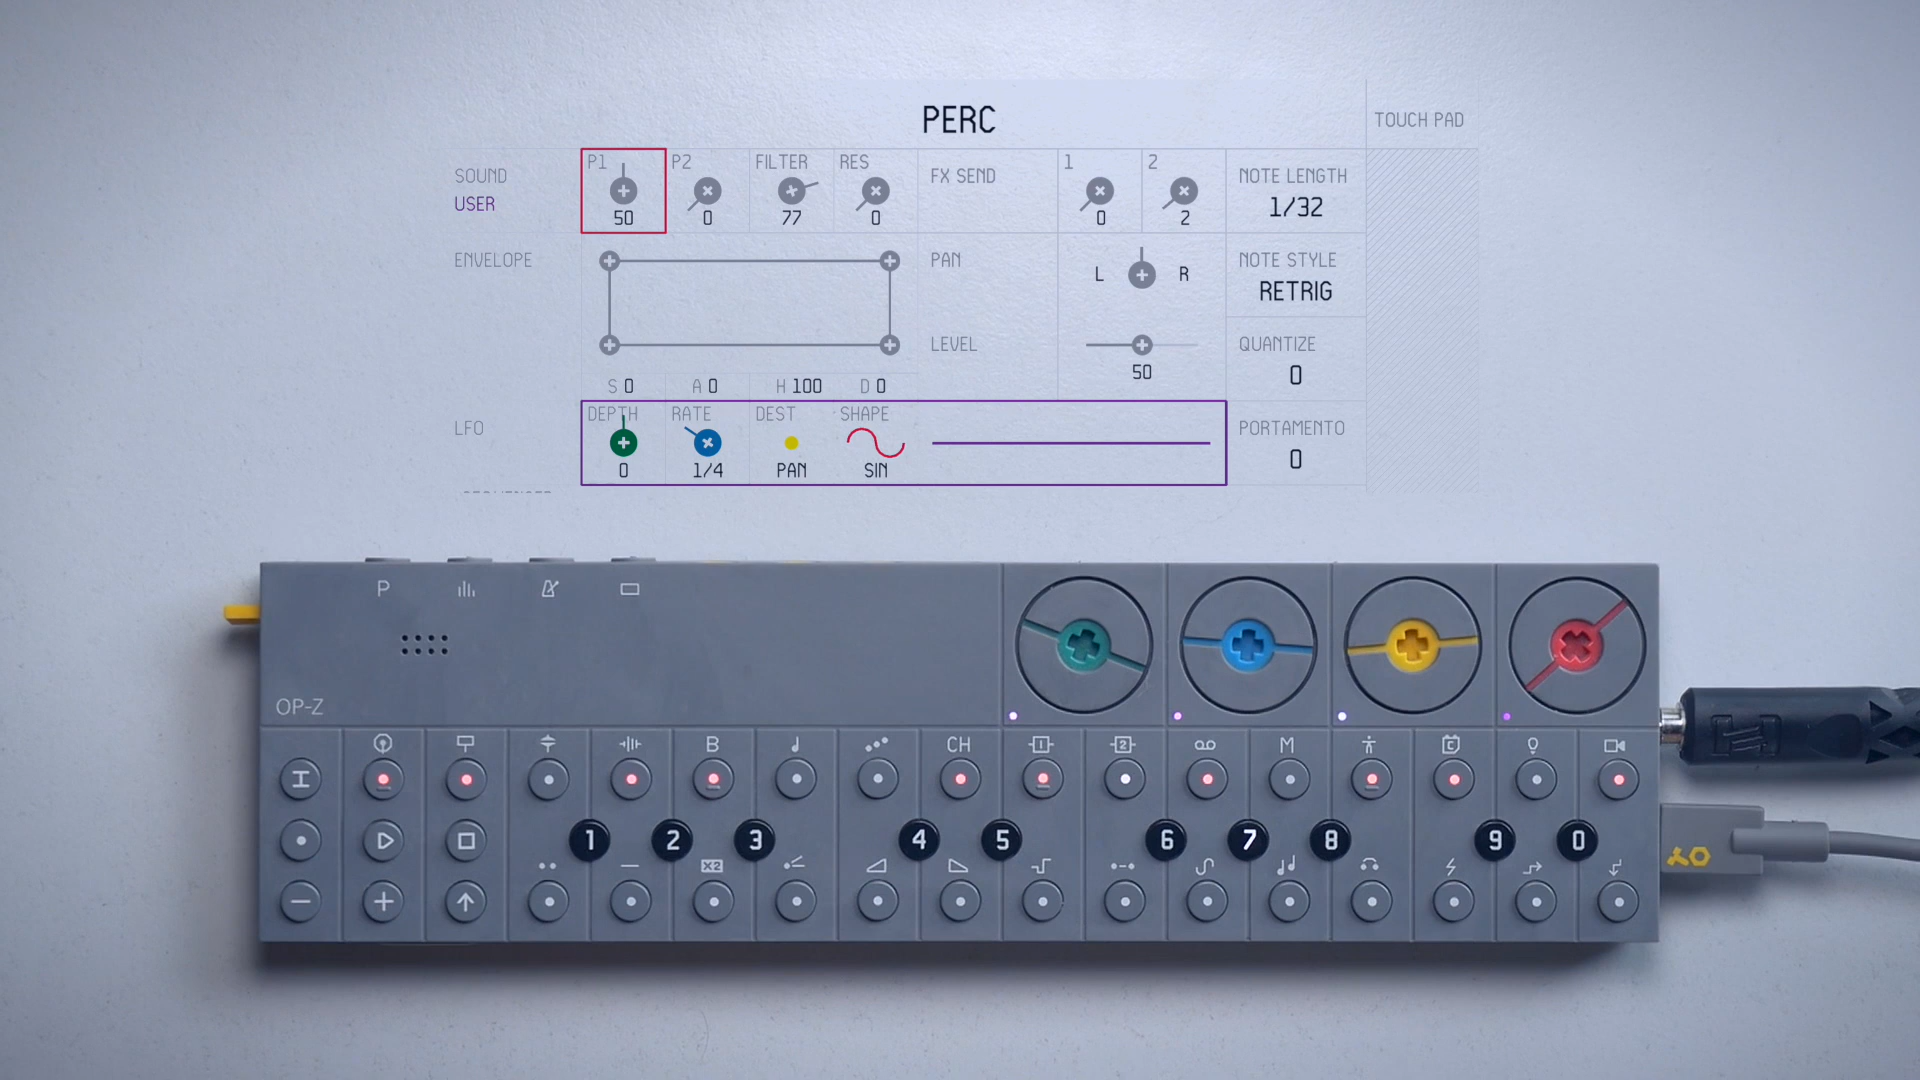 PERC
TOUCH PAD
SOUND
USER
P1
50
P2
0
FILTER
77
RES
0
FX SEND
1
0
2
2
NOTE LENGTH
1/32
ENVELOPE
PAN
L
R
NOTE STYLE
RETRIG
LEVEL
50
QUANTIZE
0
S 0
A 0
H 100
D 0
LFO
DEPTH
0
RATE
1/4
DEST
PAN
SHAPE
SIN
PORTAMENTO
0
P
OP-Z
B
CH
1
2
M
C
1
2
3
4
5
6
7
8
9
0
X2